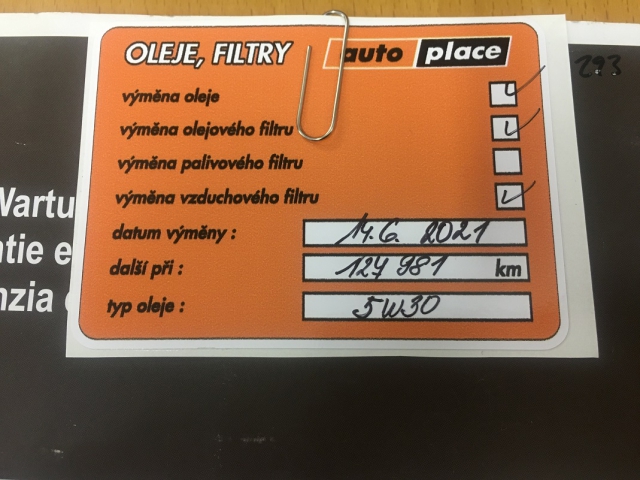 OLEJE, FILTRY auto place
293
výměna oleje
výměna olejového filtru
výměna palivového filtru
výměna vzduchového filtru
datum výměny : 14.6. 2021
další při : 124 981 km
typ oleje : 5W30
Wartu
ntie e
nzia